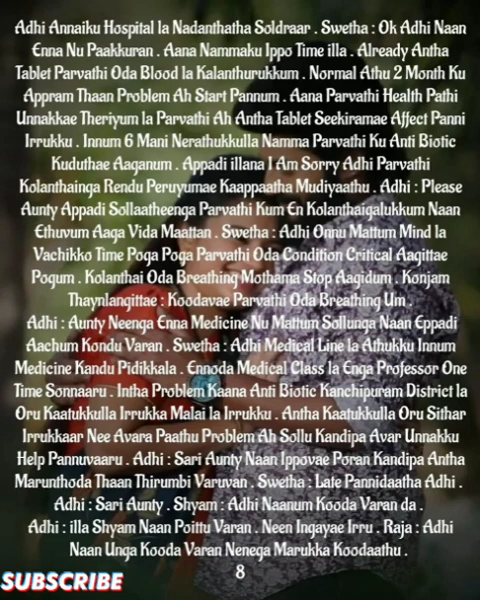 Adhi Annaiku Hospital la Nadanthatha Soldraar . Swetha : Ok Adhi Naan
Enna Nu Paakkuran . Aana Nammaku Ippo Time illa . Already Antha
Tablet Parvathi Oda Blood la Kalanthurukkum . Normal Athu 2 Month Ku
Appram Thaan Problem Ah Start Pannum . Aana Parvathi Health Pathi
Unnakkae Theriyum la Parvathi Ah Antha Tablet Seekiramae Affect Panni
Irrukku . Innum 6 Mani Nerathukkulla Namma Parvathi Ku Anti Biotic
Kuduthae Aaganum . Appadi illana I Am Sorry Adhi Parvathi
Kolanthainga Rendu Peruyumae Kaappaatha Mudiyaathu . Adhi : Please
Aunty Appadi Sollaatheenga Parvathi Kum En Kolanthaigalukkum Naan
Ethuvum Aaga Vida Maattan . Swetha : Adhi Onnu Mattum Mind la
Vachikko Time Poga Poga Parvathi Oda Condition Critical Aagittae
Pogum . Kolanthai Oda Breathing Mothama Stop Aagidum . Konjam
Thaynlangittae : Koodavae Parvathi Oda Breathing Um .
Adhi : Aunty Neenga Enna Medicine Nu Mattum Sollunga Naan Eppadi
Aachum Kondu Varan . Swetha : Adhi Medical Line la Athukku Innum
Medicine Kandu Pidikkala . Ennoda Medical Class la Enga Professor One
Time Sonnaaru . Intha Problem Kaana Anti Biotic Kanchipuram District la
Oru Kaatukkulla Irrukka Malai la Irrukku . Antha Kaatukkulla Oru Sithar
Irrukkaar Nee Avara Paathu Problem Ah Sollu Kandipa Avar Unnakku
Help Pannuvaaru . Adhi : Sari Aunty Naan Ippovae Poran Kandipa Antha
Marunthoda Thaan Thirumbi Varuvan . Swetha : Late Pannidaatha Adhi .
Adhi : Sari Aunty . Shyam : Adhi Naanum Kooda Varan da .
Adhi : illa Shyam Naan Poittu Varan . Neen Ingayae Irru . Raja : Adhi
Naan Unga Kooda Varan Nenega Marukka Koodaathu .
8
SUBSCRIBE